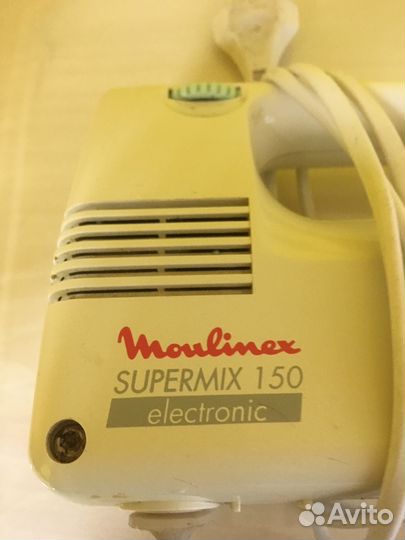 Moulinex
SUPERMIX 150
electronic
Avito